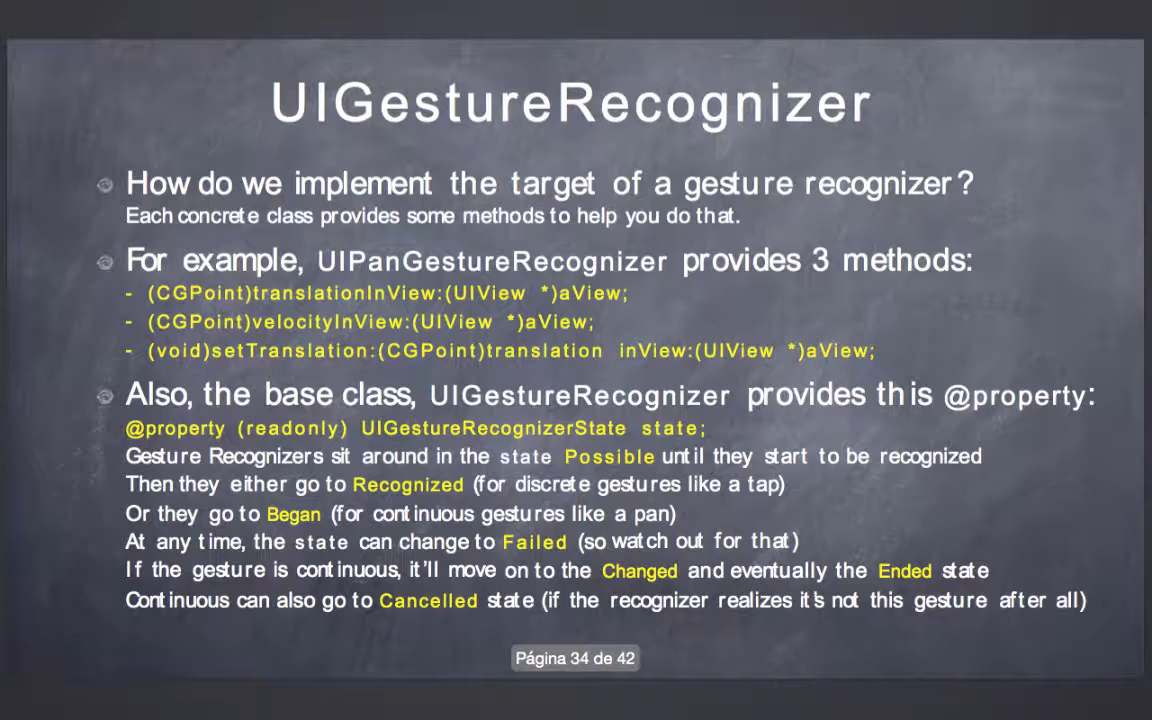 UIGestureRecognizer
How do we implement the target of a gesture recognizer?
Each concrete class provides some methods to help you do that.
For example, UIPanGestureRecognizer provides 3 methods:
- (CGPoint)translationInView:(UIView *)aView;
- (CGPoint)velocityInView:(UIView *)aView;
- (void)setTranslation:(CGPoint)translation inView:(UIView *)aView;
Also, the base class, UIGestureRecognizer provides this @property:
@property (readonly) UIGestureRecognizerState state;
Gesture Recognizers sit around in the state Possible until they start to be recognized
Then they either go to Recognized (for discrete gestures like a tap)
Or they go to Began (for continuous gestures like a pan)
At any time, the state can change to Failed (so watch out for that)
If the gesture is continuous, it'll move on to the Changed and eventually the Ended state
Continuous can also go to Cancelled state (if the recognizer realizes it's not this gesture after all)
Página 34 de 42